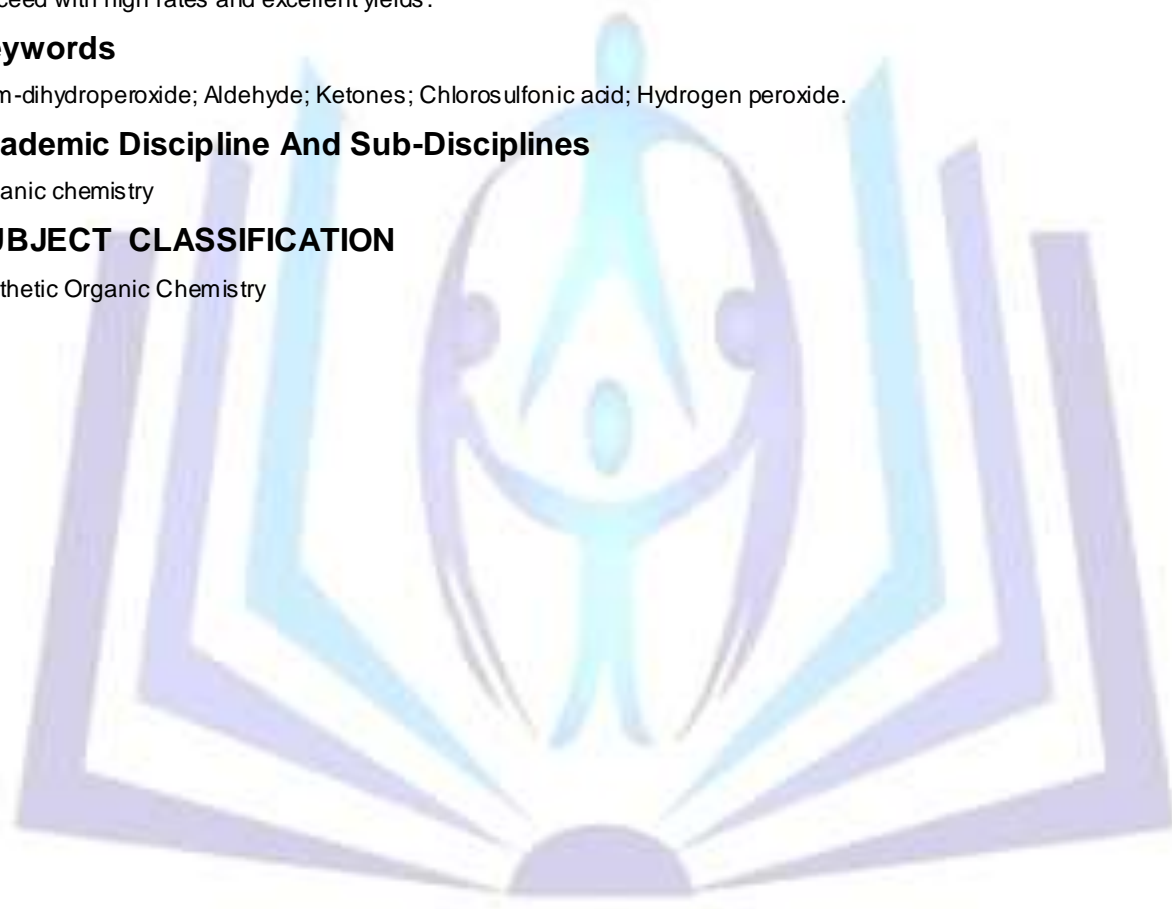 ceed with high rates and excellent yields.
eywords
m-dihydroperoxide; Aldehyde; Ketones; Chlorosulfonic acid; Hydrogen peroxide.
ademic Discipline And Sub-Disciplines
anic chemistry
JBJECT CLASSIFICATION
thetic Organic Chemistry